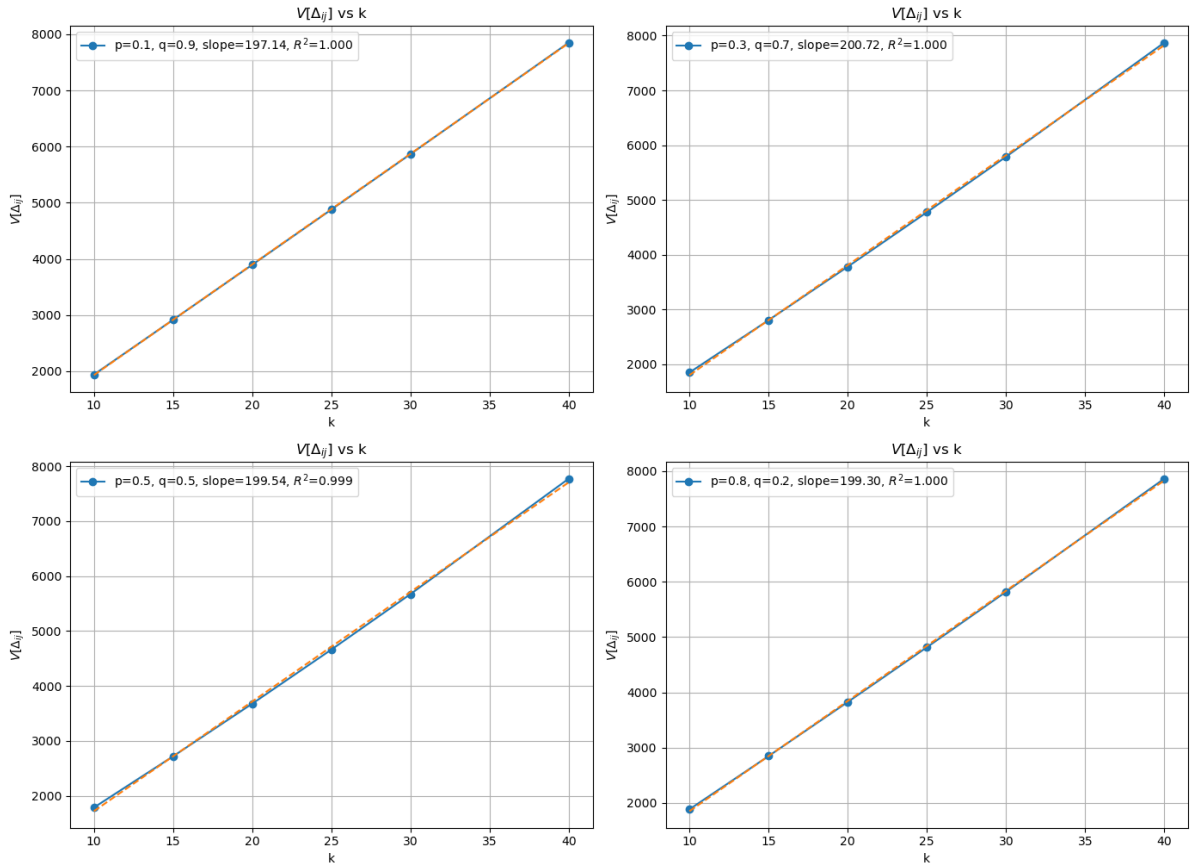 V[Δij] vs k
p=0.1, q=0.9, slope=197.14, R²=1.000
8000
7000
6000
5000
4000
3000
2000
V[Δij]
10 15 20 25 30 35 40
k
V[Δij] vs k
p=0.3, q=0.7, slope=200.72, R²=1.000
8000
7000
6000
5000
4000
3000
2000
V[Δij]
10 15 20 25 30 35 40
k
V[Δij] vs k
p=0.5, q=0.5, slope=199.54, R²=0.999
8000
7000
6000
5000
4000
3000
2000
V[Δij]
10 15 20 25 30 35 40
k
V[Δij] vs k
p=0.8, q=0.2, slope=199.30, R²=1.000
8000
7000
6000
5000
4000
3000
2000
V[Δij]
10 15 20 25 30 35 40
k